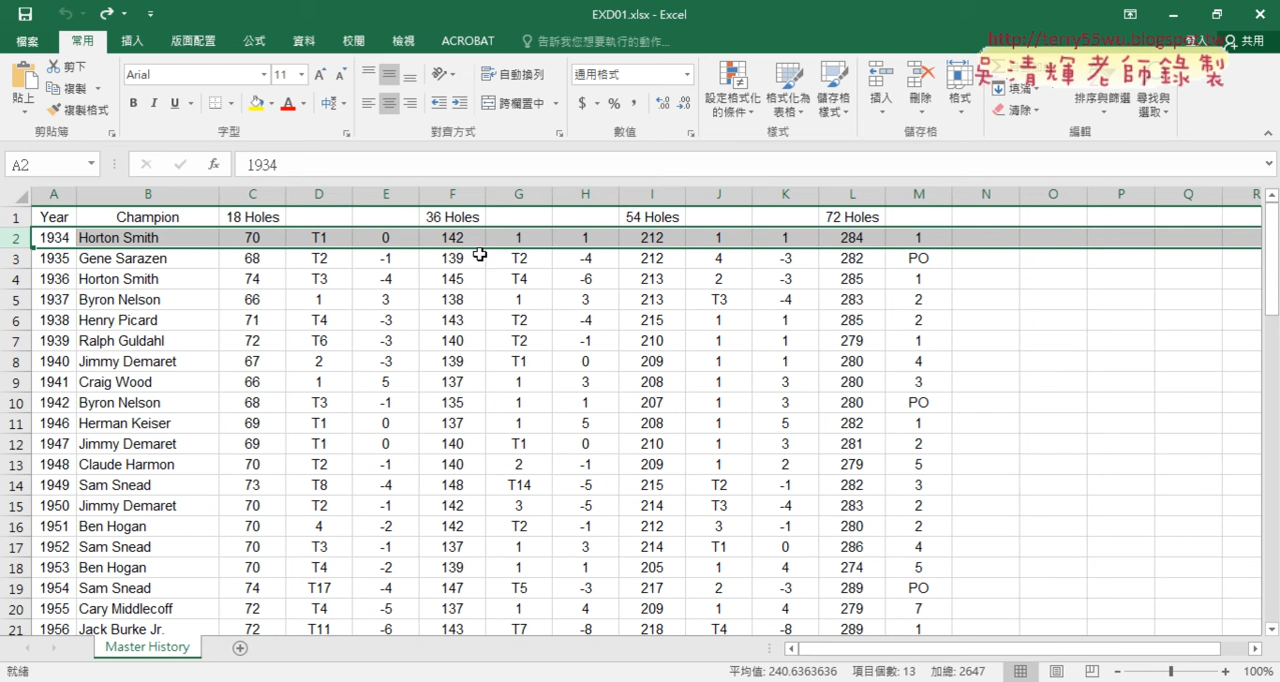 EXD01.xlsx - Excel
http://terry55wu.blogspot.tw
登入
共用
檔案 常用 插入 版面配置 公式 資料 校閱 檢視 ACROBAT 告訴我您想要執行的動作...
吳清輝老師錄製
貼上 剪下 複製 複製格式 剪貼簿
Arial 11 A A B I U A 字型
自動換列 跨欄置中 對齊方式
通用格式 $ % , 數值
設定格式化的條件 格式化為表格 儲存格樣式 樣式
插入 刪除 格式 儲存格
填滿 清除 排序與篩選 尋找與選取 編輯
A2 fx 1934
A B C D E F G H I J K L M N O P Q R
1 Year Champion 18 Holes 36 Holes 54 Holes 72 Holes
2 1934 Horton Smith 70 T1 0 142 1 1 212 1 1 284 1
3 1935 Gene Sarazen 68 T2 -1 139 T2 -4 212 4 -3 282 PO
4 1936 Horton Smith 74 T3 -4 145 T4 -6 213 2 -3 285 1
5 1937 Byron Nelson 66 1 3 138 1 3 213 T3 -4 283 2
6 1938 Henry Picard 71 T4 -3 143 T2 -4 215 1 1 285 2
7 1939 Ralph Guldahl 72 T6 -3 140 T2 -1 210 1 1 279 1
8 1940 Jimmy Demaret 67 2 -3 139 T1 0 209 1 1 280 4
9 1941 Craig Wood 66 1 5 137 1 3 208 1 3 280 3
10 1942 Byron Nelson 68 T3 -1 135 1 1 207 1 3 280 PO
11 1946 Herman Keiser 69 T1 0 137 1 5 208 1 5 282 1
12 1947 Jimmy Demaret 69 T1 0 140 T1 0 210 1 3 281 2
13 1948 Claude Harmon 70 T2 -1 140 2 -1 209 1 2 279 5
14 1949 Sam Snead 73 T8 -4 148 T14 -5 215 T2 -1 282 3
15 1950 Jimmy Demaret 70 T2 -1 142 3 -5 214 T3 -4 283 2
16 1951 Ben Hogan 70 4 -2 142 T2 -1 212 3 -1 280 2
17 1952 Sam Snead 70 T3 -1 137 1 3 214 T1 0 286 4
18 1953 Ben Hogan 70 T4 -2 139 1 1 205 1 4 274 5
19 1954 Sam Snead 74 T17 -4 147 T5 -3 217 2 -3 289 PO
20 1955 Cary Middlecoff 72 T4 -5 137 1 4 209 1 4 279 7
21 1956 Jack Burke Jr. 72 T11 -6 143 T7 -8 218 T4 -8 289 1
Master History
就緒 平均值: 240.6363636 項目個數: 13 加總: 2647 100%